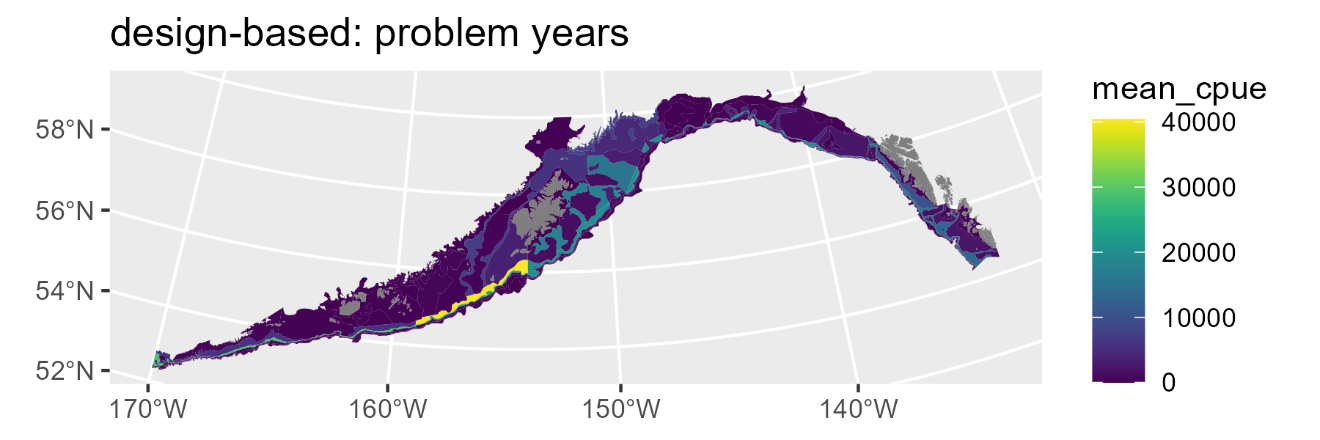 design-based: problem years
mean_cpue
40000
30000
20000
10000
0
58°N
56°N
54°N
52°N
170°W 160°W 150°W 140°W